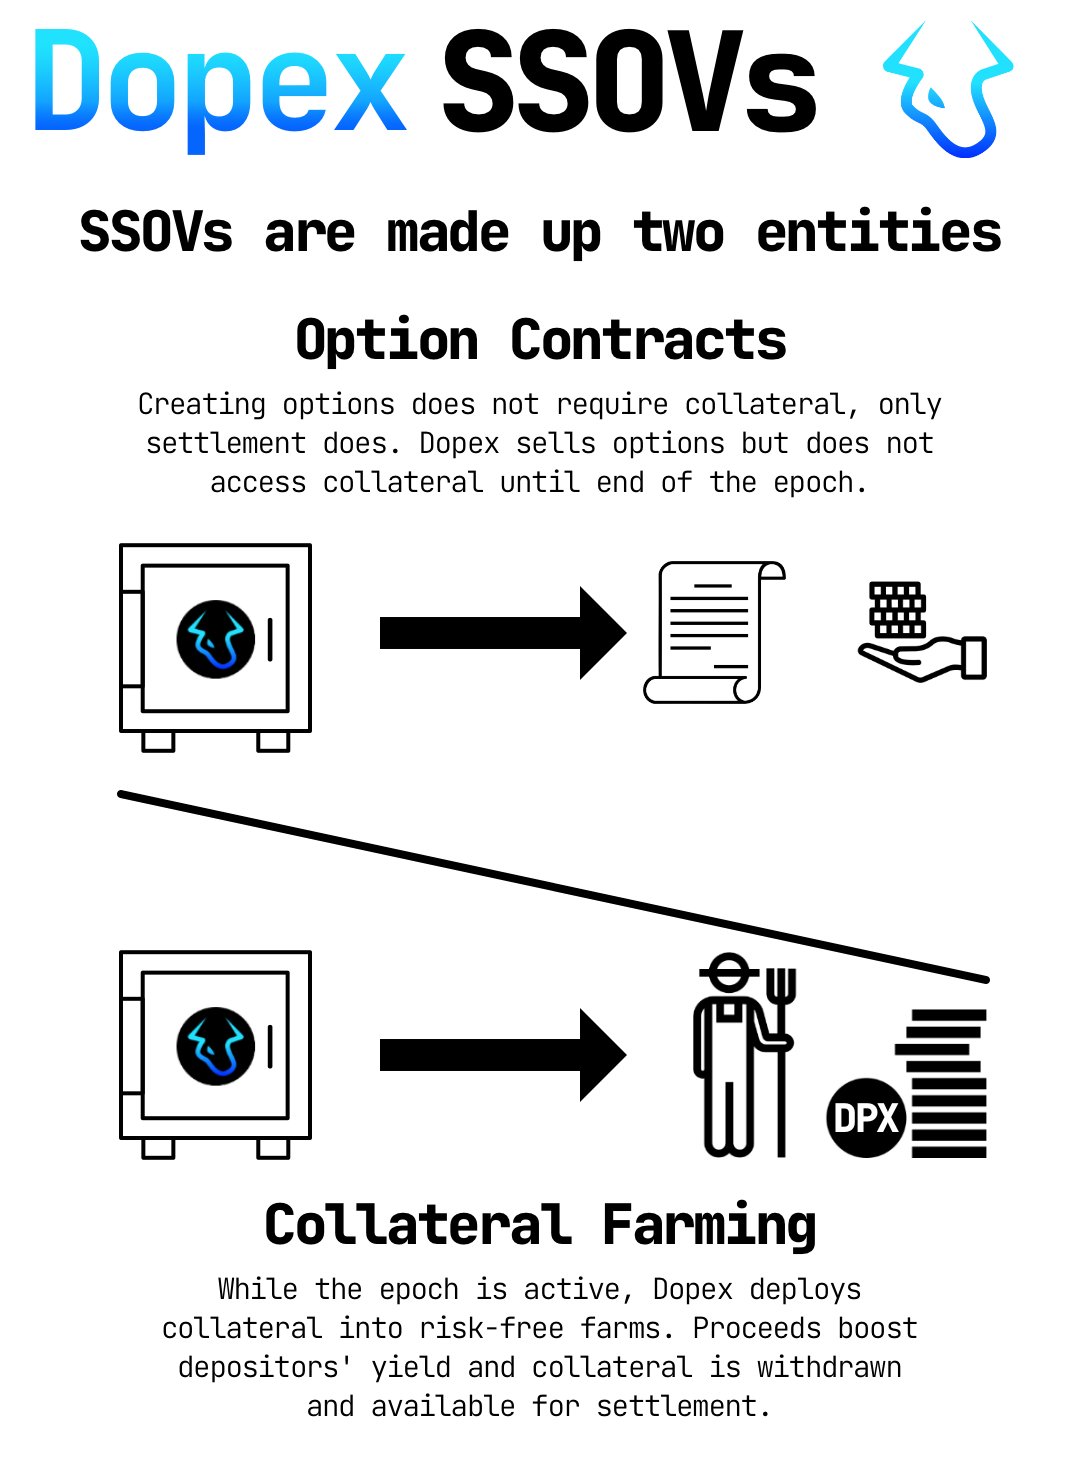 Dopex SSOVs
SSOVs are made up two entities
Option Contracts
Creating options does not require collateral, only
settlement does. Dopex sells options but does not
access collateral until end of the epoch.
DPX
Collateral Farming
While the epoch is active, Dopex deploys
collateral into risk-free farms. Proceeds boost
depositors' yield and collateral is withdrawn
and available for settlement.